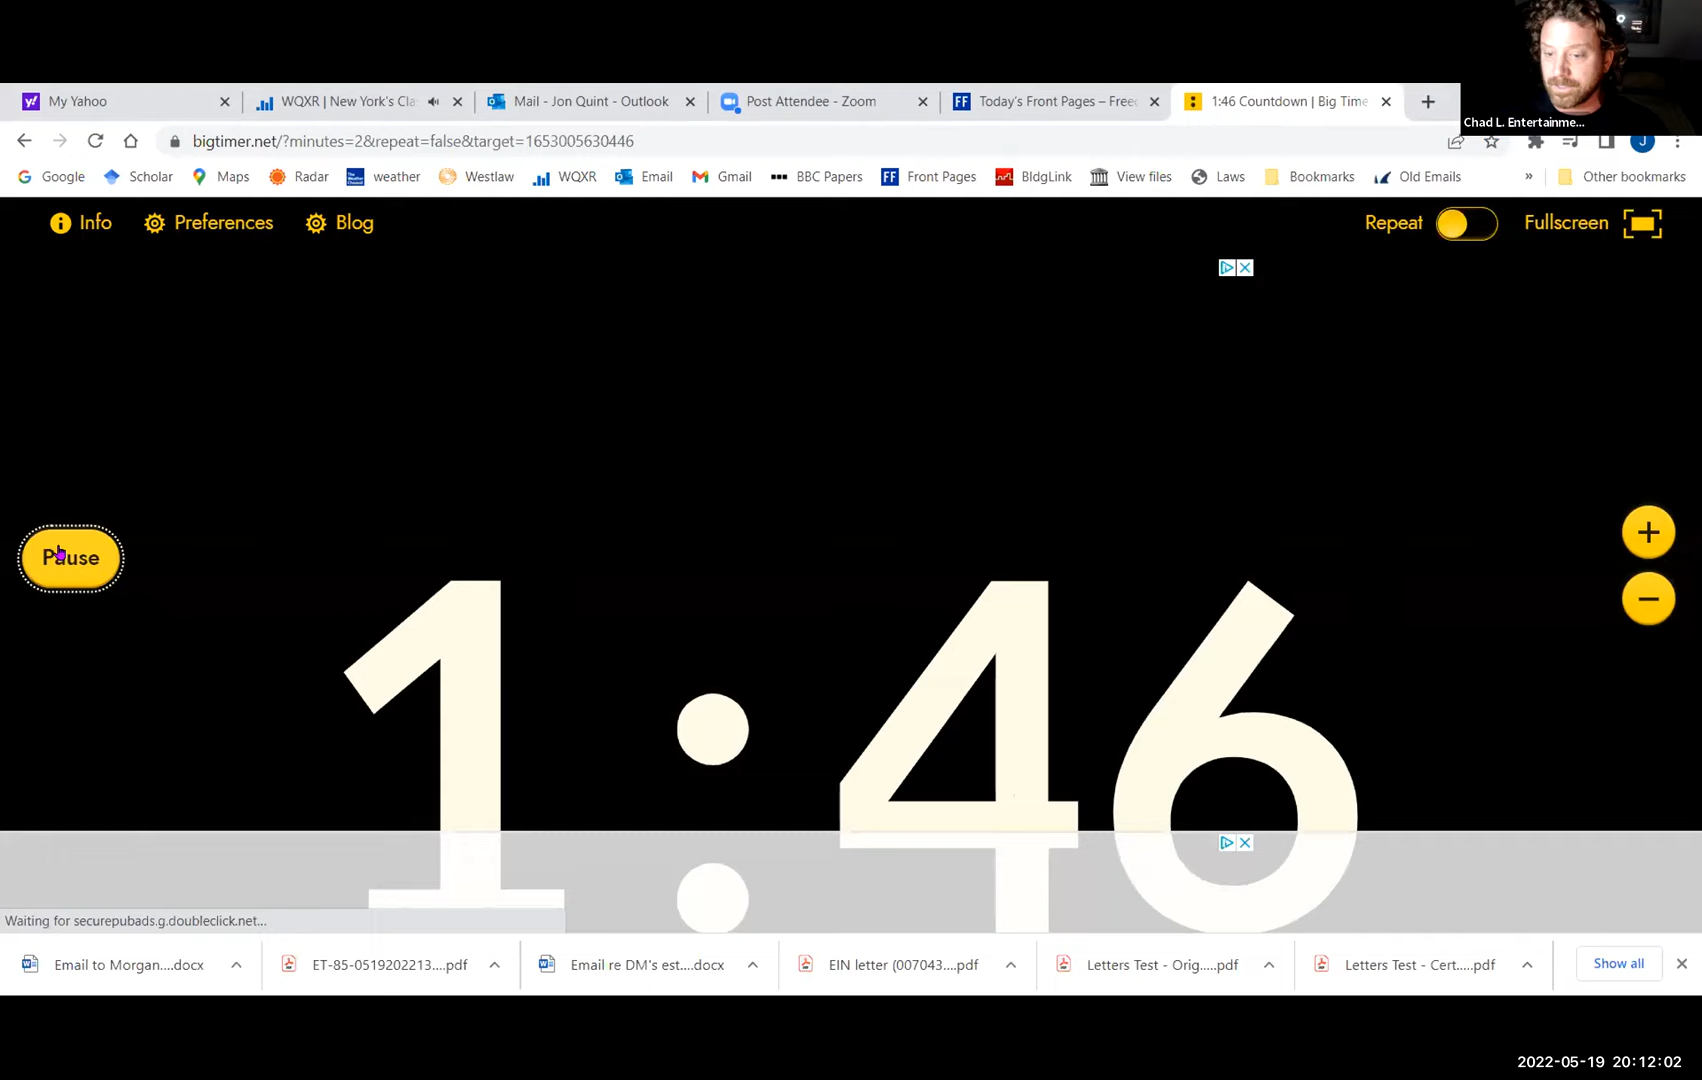 My Yahoo
WQXR | New York's Cla
Mail - Jon Quint - Outlook
Post Attendee - Zoom
Today's Front Pages – Free
1:46 Countdown | Big Time
Chad L. Entertainme...
bigtimer.net/?minutes=2&repeat=false&target=1653005630446
J
Google Scholar Maps Radar weather Westlaw WQXR Email Gmail BBC Papers FF Front Pages BldgLink View files Laws Bookmarks Old Emails » Other bookmarks
Info Preferences Blog Repeat Fullscreen
Pause
1:46
Waiting for securepubads.g.doubleclick.net...
Email to Morgan....docx
ET-85-0519202213....pdf
Email re DM's est....docx
EIN letter (007043....pdf
Letters Test - Orig.....pdf
Letters Test - Cert.....pdf
Show all
2022-05-19 20:12:02